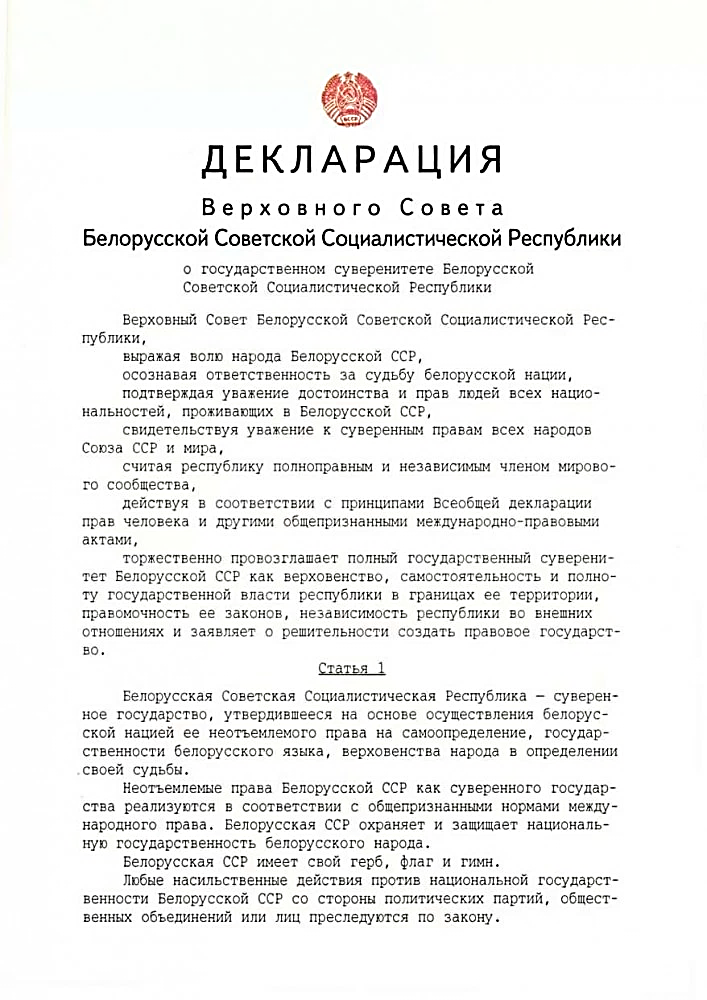 БССР
ДЕКЛАРАЦИЯ
Верховного Совета
Белорусской Советской Социалистической Республики
о государственном суверенитете Белорусской
Советской Социалистической Республики
Верховный Совет Белорусской Советской Социалистической Рес-
публики,
выражая волю народа Белорусской ССР,
осознавая ответственность за судьбу белорусской нации,
подтверждая уважение достоинства и прав людей всех нацио-
нальностей, проживающих в Белорусской ССР,
свидетельствуя уважение к суверенным правам всех народов
Союза ССР и мира,
считая республику полноправным и независимым членом мирово-
го сообщества,
действуя в соответствии с принципами Всеобщей декларации
прав человека и другими общепризнанными международно-правовыми
актами,
торжественно провозглашает полный государственный суверени-
тет Белорусской ССР как верховенство, самостоятельность и полно-
ту государственной власти республики в границах ее территории,
правомочность ее законов, независимость республики во внешних
отношениях и заявляет о решительности создать правовое государст-
во.
Статья 1
Белорусская Советская Социалистическая Республика — суверен-
ное государство, утвердившееся на основе осуществления белорус-
ской нацией ее неотъемлемого права на самоопределение, государ-
ственности белорусского языка, верховенства народа в определении
своей судьбы.
Неотъемлемые права Белорусской ССР как суверенного государ-
ства реализуются в соответствии с общепризнанными нормами между-
народного права. Белорусская ССР охраняет и защищает националь-
ную государственность белорусского народа.
Белорусская ССР имеет свой герб, флаг и гимн.
Любые насильственные действия против национальной государст-
венности Белорусской ССР со стороны политических партий, общест-
венных объединений или лиц преследуются по закону.